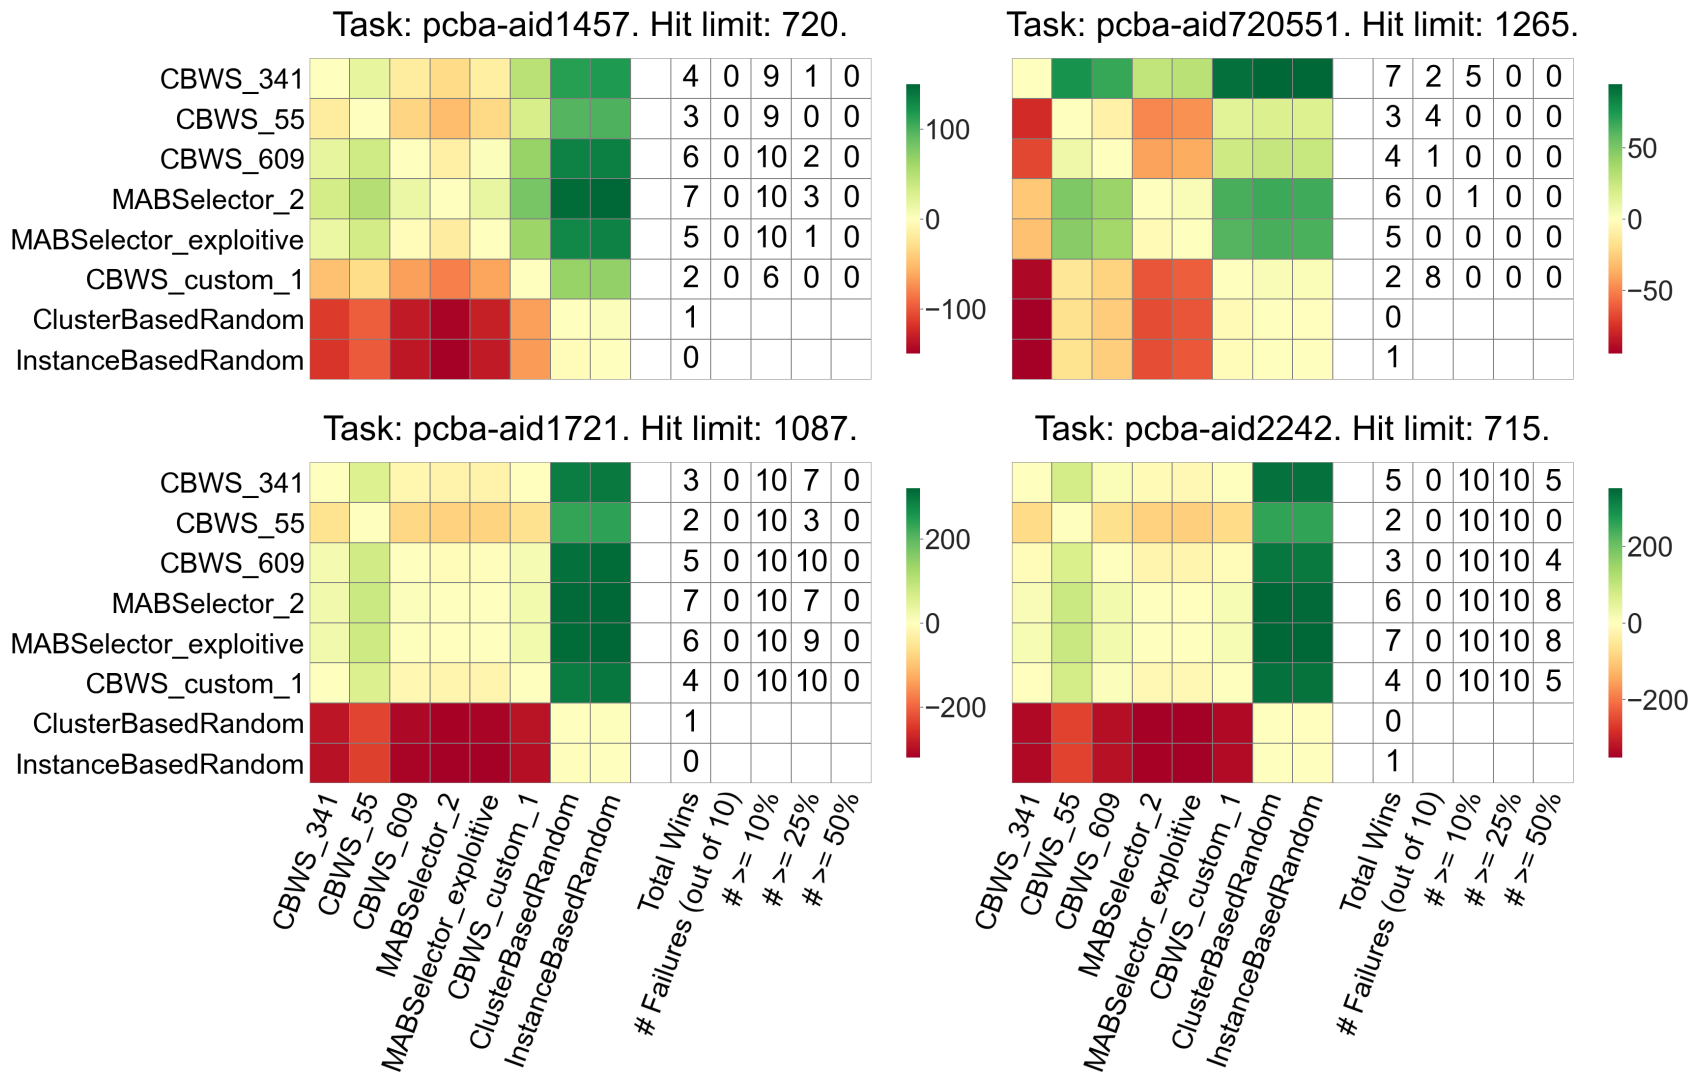 Task: pcba-aid1457. Hit limit: 720.
CBWS_341 4 0 9 1 0
CBWS_55 3 0 9 0 0
CBWS_609 6 0 10 2 0
MABSelector_2 7 0 10 3 0
MABSelector_exploitive 5 0 10 1 0
CBWS_custom_1 2 0 6 0 0
ClusterBasedRandom 1
InstanceBasedRandom 0
100
0
−100
Task: pcba-aid720551. Hit limit: 1265.
7 2 5 0 0
3 4 0 0 0
4 1 0 0 0
6 0 1 0 0
5 0 0 0 0
2 8 0 0 0
0
1
50
0
−50
Task: pcba-aid1721. Hit limit: 1087.
CBWS_341 3 0 10 7 0
CBWS_55 2 0 10 3 0
CBWS_609 5 0 10 10 0
MABSelector_2 7 0 10 7 0
MABSelector_exploitive 6 0 10 9 0
CBWS_custom_1 4 0 10 10 0
ClusterBasedRandom 1
InstanceBasedRandom 0
200
0
−200
CBWS_341
CBWS_55
CBWS_609
MABSelector_2
MABSelector_exploitive
CBWS_custom_1
ClusterBasedRandom
InstanceBasedRandom
Total Wins
# Failures (out of 10)
# >= 10%
# >= 25%
# >= 50%
Task: pcba-aid2242. Hit limit: 715.
5 0 10 10 5
2 0 10 10 0
3 0 10 10 4
6 0 10 10 8
7 0 10 10 8
4 0 10 10 5
0
1
200
0
−200
CBWS_341
CBWS_55
CBWS_609
MABSelector_2
MABSelector_exploitive
CBWS_custom_1
ClusterBasedRandom
InstanceBasedRandom
Total Wins
# Failures (out of 10)
# >= 10%
# >= 25%
# >= 50%